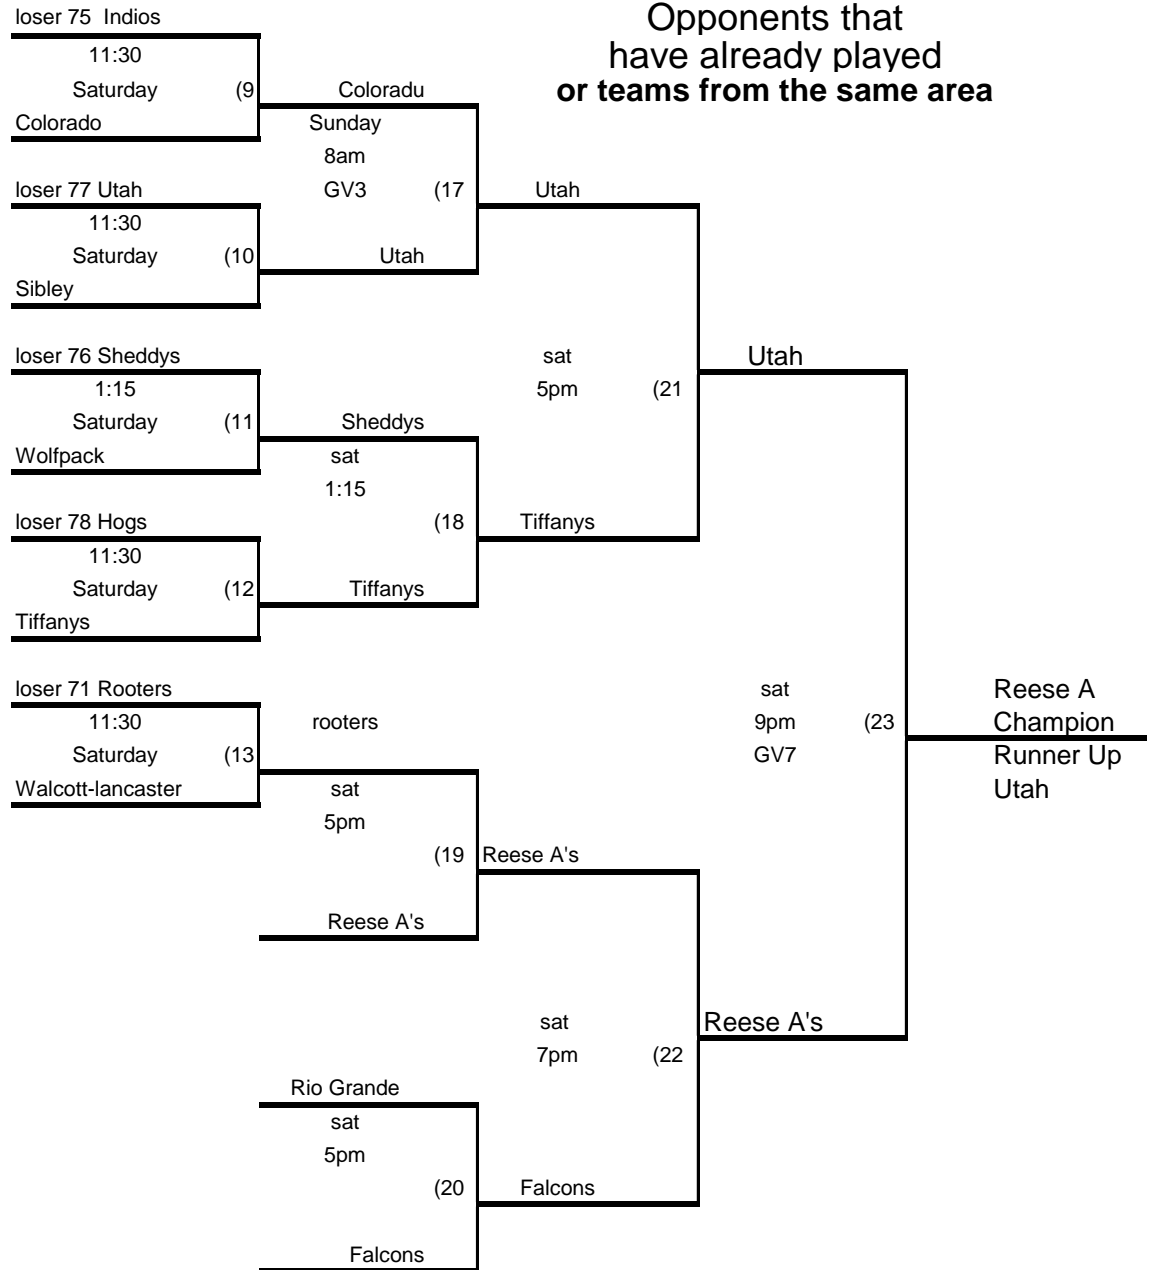 loser 75  Indios
Opponents that
have already played
or teams from the same area
11:30
Saturday (9
Coloradu
Colorado
Sunday
8am
loser 77 Utah
GV3 (17
Utah
11:30
Saturday (10
Utah
Sibley
loser 76 Sheddys
sat
Utah
1:15
5pm (21
Saturday (11
Sheddys
Wolfpack
sat
1:15
loser 78 Hogs
(18
Tiffanys
11:30
Saturday (12
Tiffanys
Tiffanys
loser 71 Rooters
sat
Reese A
11:30
rooters
9pm (23
Champion
Saturday (13
GV7
Runner Up
Walcott-lancaster
sat
Utah
5pm
(19
Reese A's
Reese A's
sat
Reese A's
7pm (22
Rio Grande
sat
5pm
(20
Falcons
Falcons